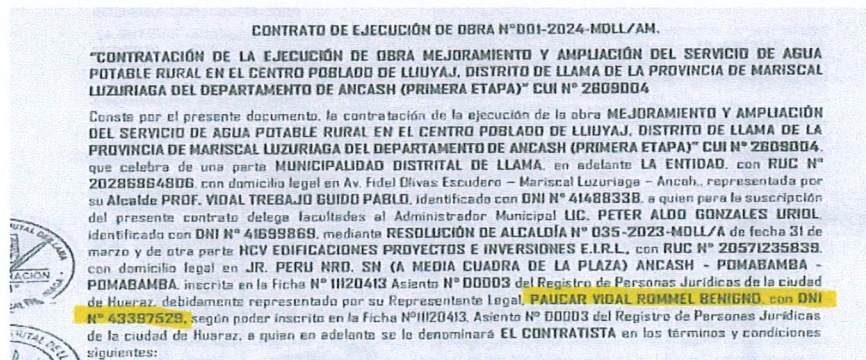 CONTRATO DE EJECUCIÓN DE OBRA N°001-2024-MDLL/AM.
"CONTRATACIÓN DE LA EJECUCIÓN DE OBRA MEJORAMIENTO Y AMPLIACIÓN DEL SERVICIO DE AGUA
POTABLE RURAL EN EL CENTRO POBLADO DE LLIUYAJ, DISTRITO DE LLAMA DE LA PROVINCIA DE MARISCAL
LUZURIAGA DEL DEPARTAMENTO DE ANCASH (PRIMERA ETAPA)" CUI N° 2609004
Conste por el presente documento, la contratación de la ejecución de la obra MEJORAMIENTO Y AMPLIACIÓN
DEL SERVICIO DE AGUA POTABLE RURAL EN EL CENTRO POBLADO DE LLIUYAJ, DISTRITO DE LLAMA DE LA
PROVINCIA DE MARISCAL LUZURIAGA DEL DEPARTAMENTO DE ANCASH (PRIMERA ETAPA)" CUI N° 2609004,
que celebra de una parte MUNICIPALIDAD DISTRITAL DE LLAMA, en adelante LA ENTIDAD, con RUC N°
20286864806, con domicilio legal en Av. Fidel Olivas Escudero – Mariscal Luzuriaga – Ancah., representada por
su Alcalde PROF. VIDAL TREBAJO GUIDO PABLO, identificado con DNI N° 41488338, a quien para la suscripción
del presente contrato delega facultades al Administrador Municipal LIC. PETER ALDO GONZALES URIOL,
identificado con DNI N° 41699869, mediante RESOLUCIÓN DE ALCALDÍA N° 035-2023-MDLL/A de fecha 31 de
marzo y de otra parte HCV EDIFICACIONES PROYECTOS E INVERSIONES E.I.R.L., con RUC N° 20571235839,
con domicilio legal en JR. PERU NRO. SN (A MEDIA CUADRA DE LA PLAZA) ANCASH - POMABAMBA -
POMABAMBA, inscrita en la Ficha N° 11120413 Asiento N° D0003 del Registro de Personas Jurídicas de la ciudad
de Hueraz, debidamente representado por su Representante Legal, PAUCAR VIDAL ROMMEL BENIGNO, con DNI
N° 43397529, según poder inscrito en la Ficha N°11120413, Asiento N° D0003 del Registro de Personas Jurídicas
de la ciudad de Huaraz, a quien en adelante se le denominará EL CONTRATISTA en los términos y condiciones
siguientes: